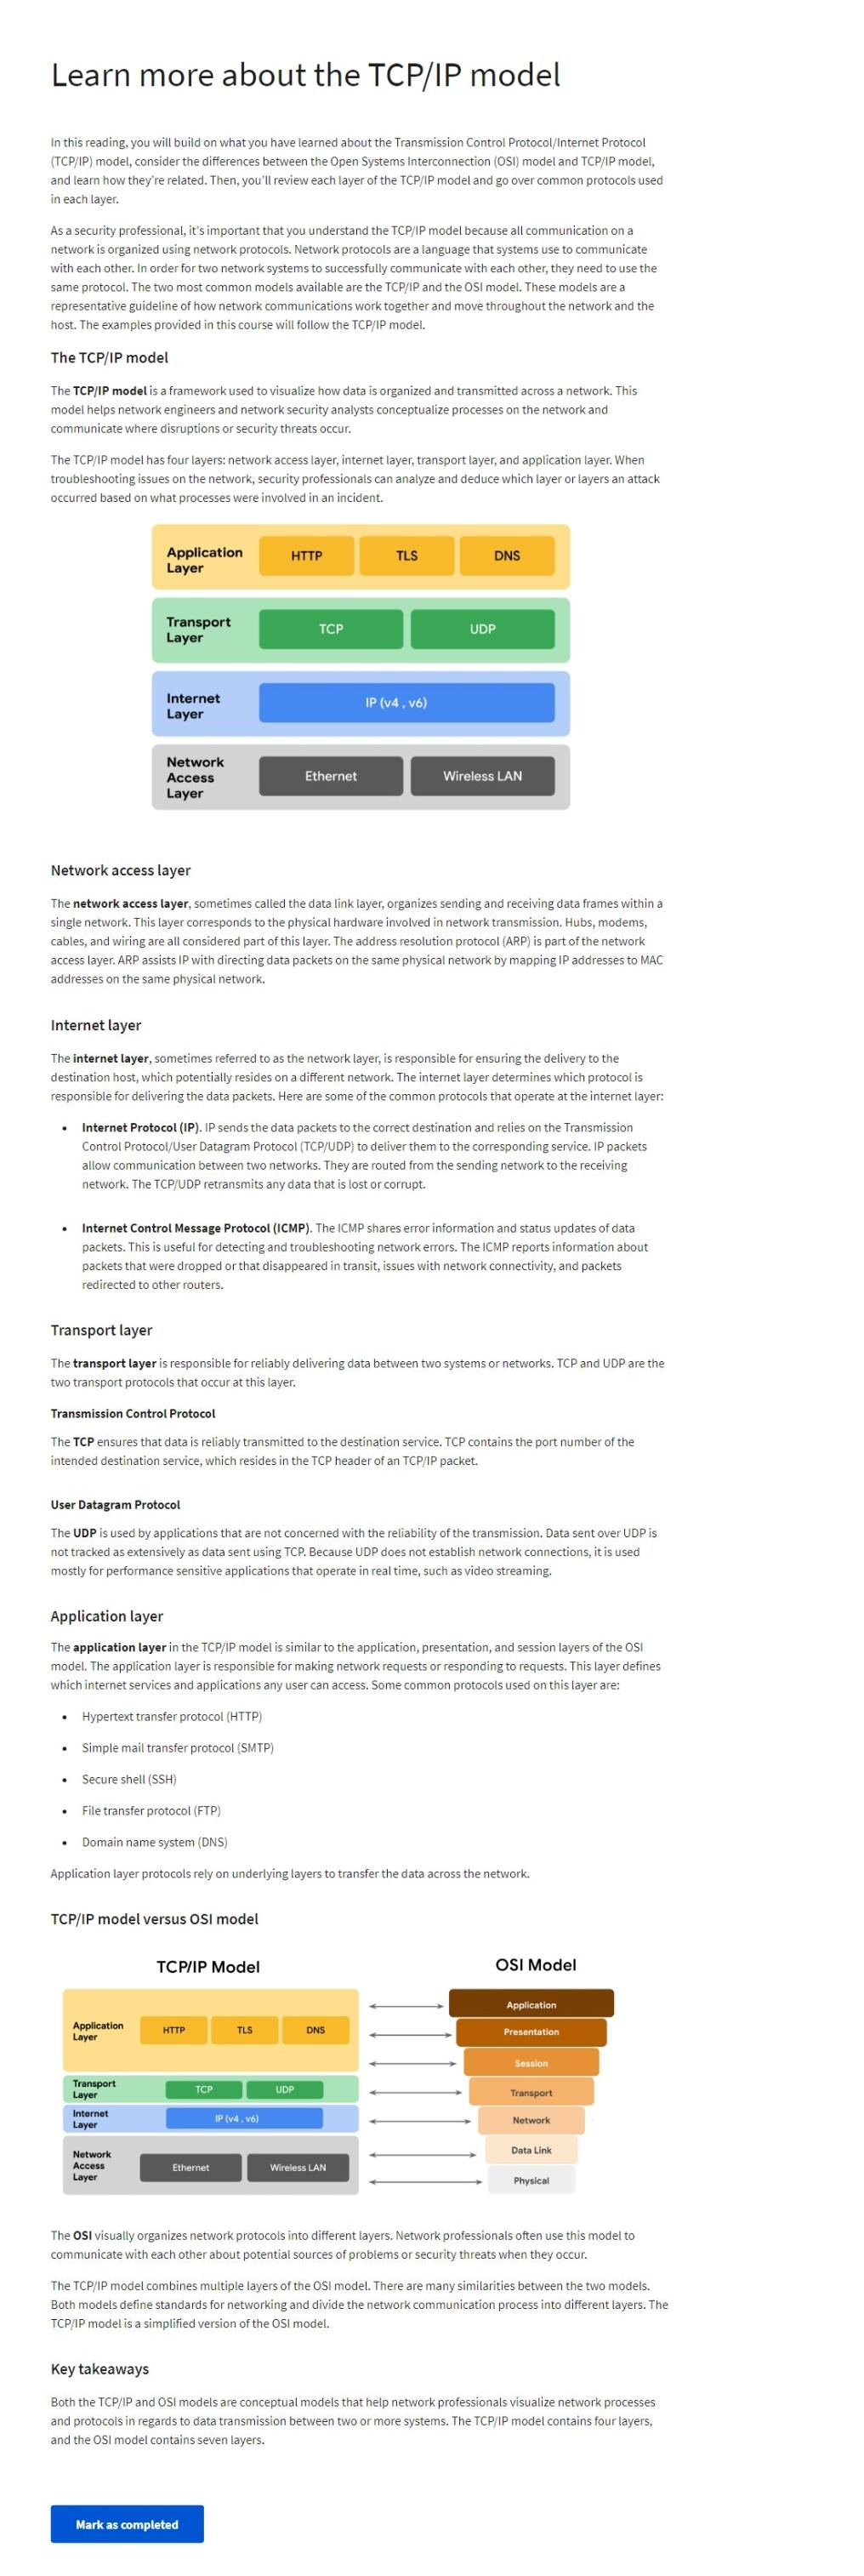 Learn more about the TCP/IP model
In this reading, you will build on what you have learned about the Transmission Control Protocol/Internet Protocol
(TCP/IP) model, consider the differences between the Open Systems Interconnection (OSI) model and TCP/IP model,
and learn how they're related. Then, you'll review each layer of the TCP/IP model and go over common protocols used
in each layer.
As a security professional, it's important that you understand the TCP/IP model because all communication on a
network is organized using network protocols. Network protocols are a language that systems use to communicate
with each other. In order for two network systems to successfully communicate with each other, they need to use the
same protocol. The two most common models available are the TCP/IP and the OSI model. These models are a
representative guideline of how network communications work together and move throughout the network and the
host. The examples provided in this course will follow the TCP/IP model.
The TCP/IP model
The TCP/IP model is a framework used to visualize how data is organized and transmitted across a network. This
model helps network engineers and network security analysts conceptualize processes on the network and
communicate where disruptions or security threats occur.
The TCP/IP model has four layers: network access layer, internet layer, transport layer, and application layer. When
troubleshooting issues on the network, security professionals can analyze and deduce which layer or layers an attack
occurred based on what processes were involved in an incident.
Application
Layer
HTTP
TLS
DNS
Transport
Layer
TCP
UDP
Internet
Layer
IP (v4 , v6)
Network
Access
Layer
Ethernet
Wireless LAN
Network access layer
The network access layer, sometimes called the data link layer, organizes sending and receiving data frames within a
single network. This layer corresponds to the physical hardware involved in network transmission. Hubs, modems,
cables, and wiring are all considered part of this layer. The address resolution protocol (ARP) is part of the network
access layer. ARP assists IP with directing data packets on the same physical network by mapping IP addresses to MAC
addresses on the same physical network.
Internet layer
The internet layer, sometimes referred to as the network layer, is responsible for ensuring the delivery to the
destination host, which potentially resides on a different network. The internet layer determines which protocol is
responsible for delivering the data packets. Here are some of the common protocols that operate at the internet layer:
• Internet Protocol (IP). IP sends the data packets to the correct destination and relies on the Transmission
Control Protocol/User Datagram Protocol (TCP/UDP) to deliver them to the corresponding service. IP packets
allow communication between two networks. They are routed from the sending network to the receiving
network. The TCP/UDP retransmits any data that is lost or corrupt.
• Internet Control Message Protocol (ICMP). The ICMP shares error information and status updates of data
packets. This is useful for detecting and troubleshooting network errors. The ICMP reports information about
packets that were dropped or that disappeared in transit, issues with network connectivity, and packets
redirected to other routers.
Transport layer
The transport layer is responsible for reliably delivering data between two systems or networks. TCP and UDP are the
two transport protocols that occur at this layer.
Transmission Control Protocol
The TCP ensures that data is reliably transmitted to the destination service. TCP contains the port number of the
intended destination service, which resides in the TCP header of an TCP/IP packet.
User Datagram Protocol
The UDP is used by applications that are not concerned with the reliability of the transmission. Data sent over UDP is
not tracked as extensively as data sent using TCP. Because UDP does not establish network connections, it is used
mostly for performance sensitive applications that operate in real time, such as video streaming.
Application layer
The application layer in the TCP/IP model is similar to the application, presentation, and session layers of the OSI
model. The application layer is responsible for making network requests or responding to requests. This layer defines
which internet services and applications any user can access. Some common protocols used on this layer are:
• Hypertext transfer protocol (HTTP)
• Simple mail transfer protocol (SMTP)
• Secure shell (SSH)
• File transfer protocol (FTP)
• Domain name system (DNS)
Application layer protocols rely on underlying layers to transfer the data across the network.
TCP/IP model versus OSI model
TCP/IP Model
Application
Layer
HTTP
TLS
DNS
Transport
Layer
TCP
UDP
Internet
Layer
IP (v4 , v6)
Network
Access
Layer
Ethernet
Wireless LAN
OSI Model
Application
Presentation
Session
Transport
Network
Data Link
Physical
The OSI visually organizes network protocols into different layers. Network professionals often use this model to
communicate with each other about potential sources of problems or security threats when they occur.
The TCP/IP model combines multiple layers of the OSI model. There are many similarities between the two models.
Both models define standards for networking and divide the network communication process into different layers. The
TCP/IP model is a simplified version of the OSI model.
Key takeaways
Both the TCP/IP and OSI models are conceptual models that help network professionals visualize network processes
and protocols in regards to data transmission between two or more systems. The TCP/IP model contains four layers,
and the OSI model contains seven layers.
Mark as completed